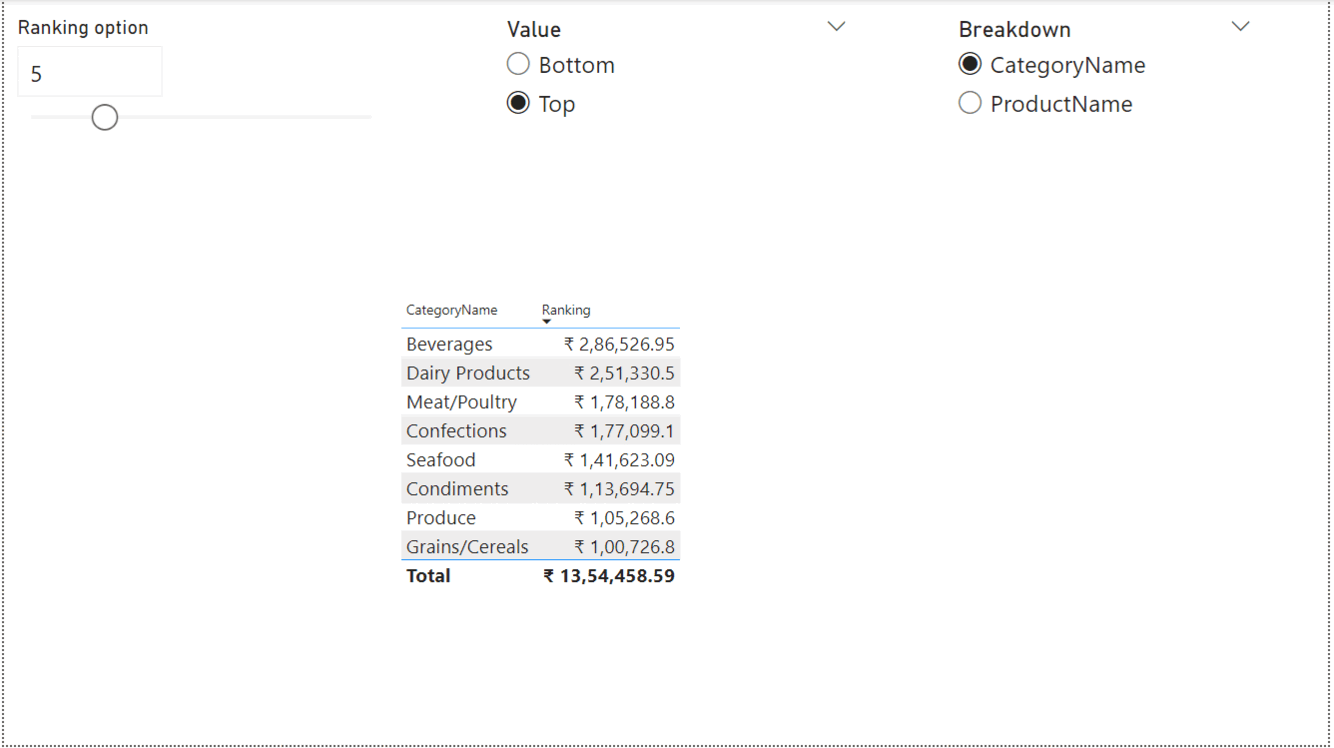 Ranking option
5
Value
Bottom
Top
Breakdown
CategoryName
ProductName
CategoryName Ranking
Beverages ₹ 2,86,526.95
Dairy Products ₹ 2,51,330.5
Meat/Poultry ₹ 1,78,188.8
Confections ₹ 1,77,099.1
Seafood ₹ 1,41,623.09
Condiments ₹ 1,13,694.75
Produce ₹ 1,05,268.6
Grains/Cereals ₹ 1,00,726.8
Total ₹ 13,54,458.59